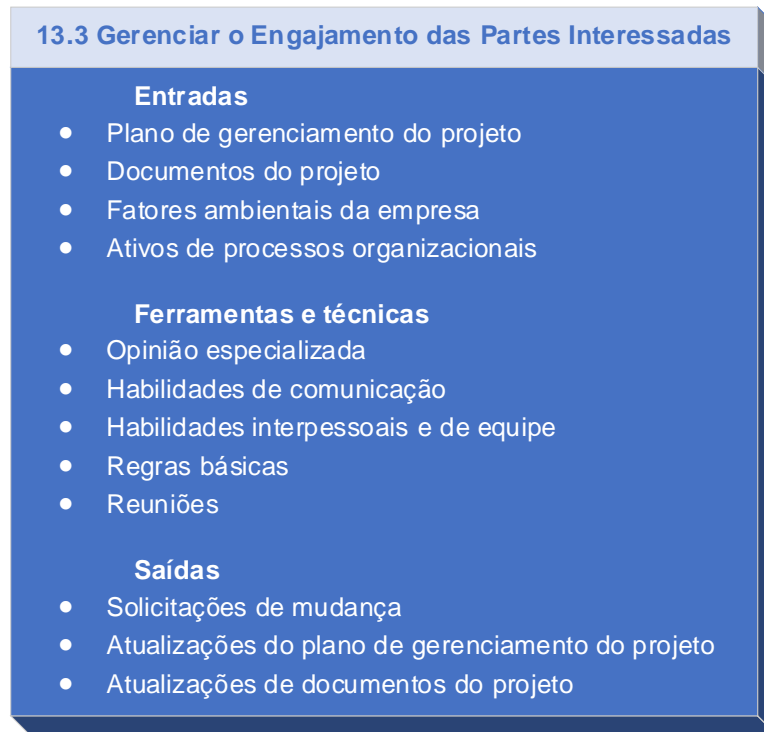 13.3 Gerenciar o Engajamento das Partes Interessadas
Entradas
• Plano de gerenciamento do projeto
• Documentos do projeto
• Fatores ambientais da empresa
• Ativos de processos organizacionais
Ferramentas e técnicas
• Opinião especializada
• Habilidades de comunicação
• Habilidades interpessoais e de equipe
• Regras básicas
• Reuniões
Saídas
• Solicitações de mudança
• Atualizações do plano de gerenciamento do projeto
• Atualizações de documentos do projeto